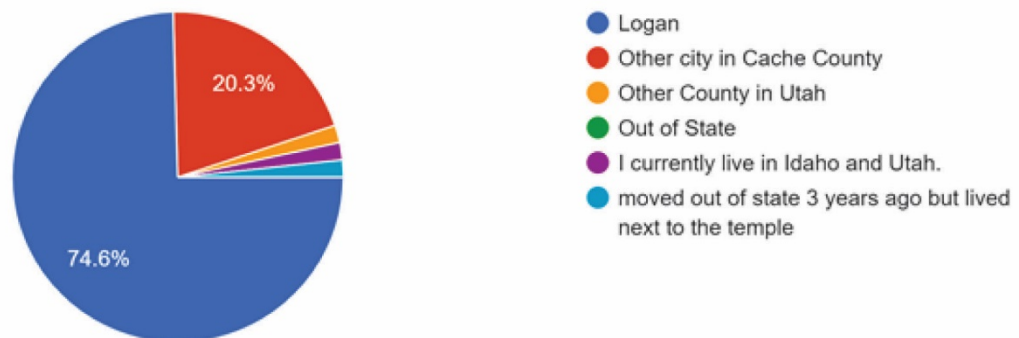 Logan
Other city in Cache County
Other County in Utah
Out of State
I currently live in Idaho and Utah.
moved out of state 3 years ago but lived
next to the temple
20.3%
74.6%